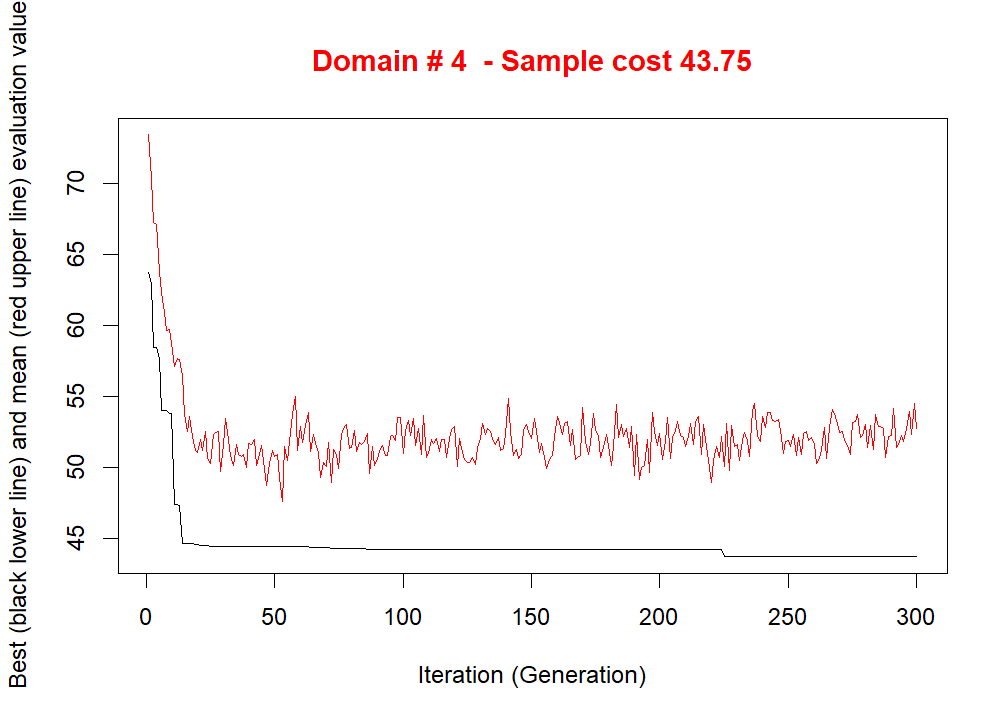 Domain # 4  - Sample cost 43.75
Best (black lower line) and mean (red upper line) evaluation value
70
65
60
55
50
45
0 50 100 150 200 250 300
Iteration (Generation)